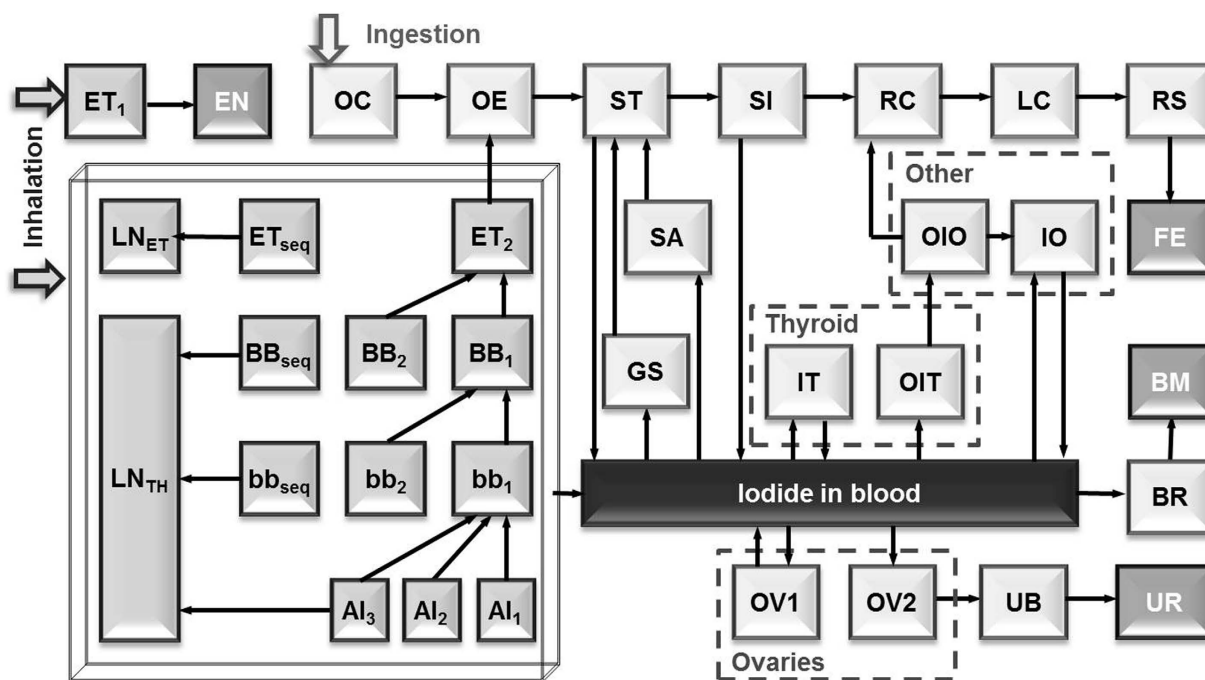 Ingestion
ET1
EN
OC
OE
ST
SI
RC
LC
RS
Inhalation
Other
LNET
ETseq
ET2
SA
OIO
IO
FE
Thyroid
BBseq
BB2
BB1
GS
IT
OIT
BM
LNTH
bbseq
bb2
bb1
Iodide in blood
BR
AI3
AI2
AI1
OV1
OV2
UB
UR
Ovaries